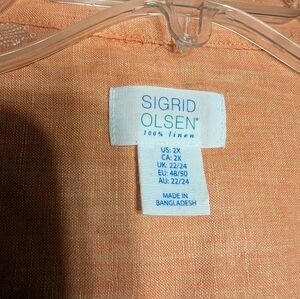 SIGRID
OLSEN®
100% linen
US: 2X
CA: 2X
UK: 22/24
EU: 48/50
AU: 22/24
MADE IN
BANGLADESH